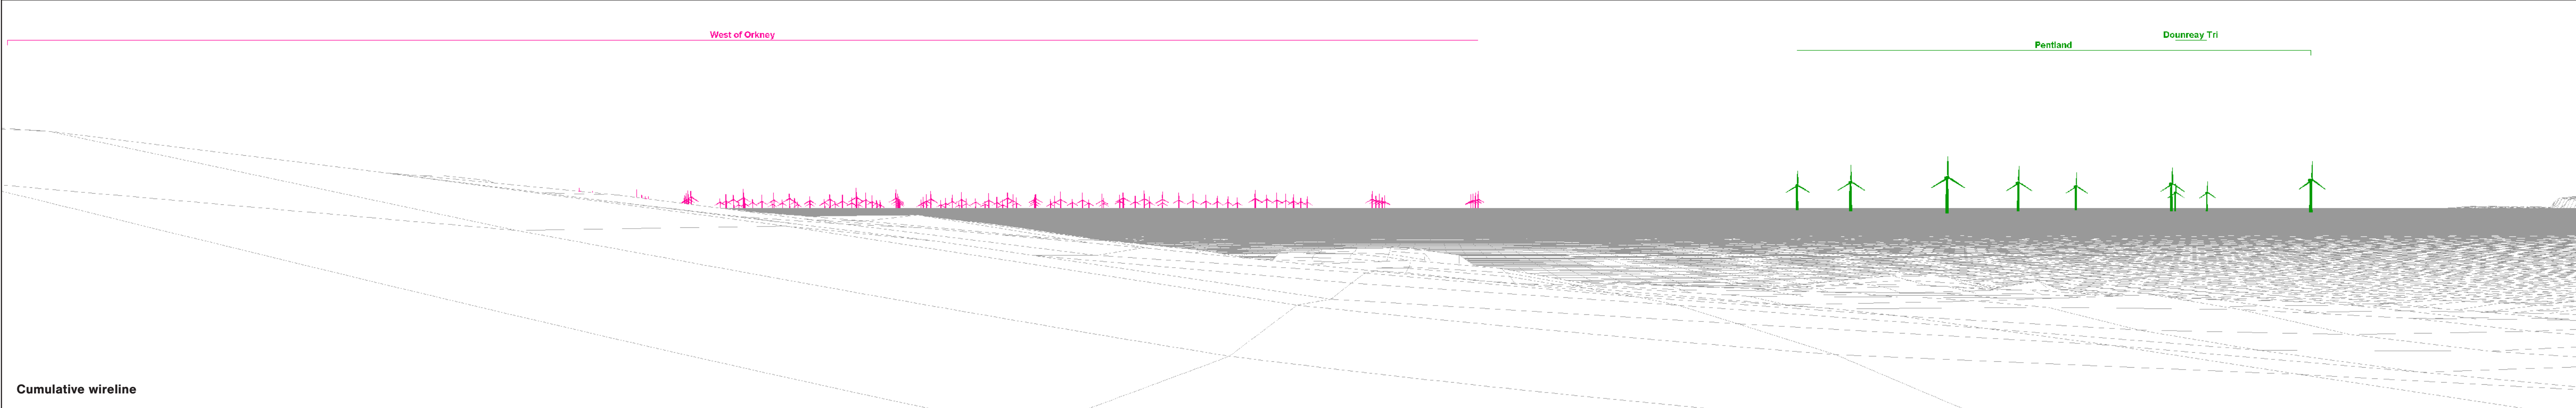 West of Orkney
Dounreay Tri
Pentland
Cumulative wireline